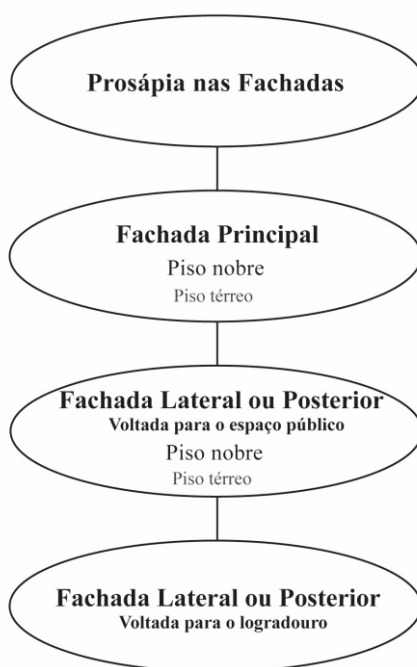 Prosápia nas Fachadas
Fachada Principal
Piso nobre
Piso térreo
Fachada Lateral ou Posterior
Voltada para o espaço público
Piso nobre
Piso térreo
Fachada Lateral ou Posterior
Voltada para o logradouro